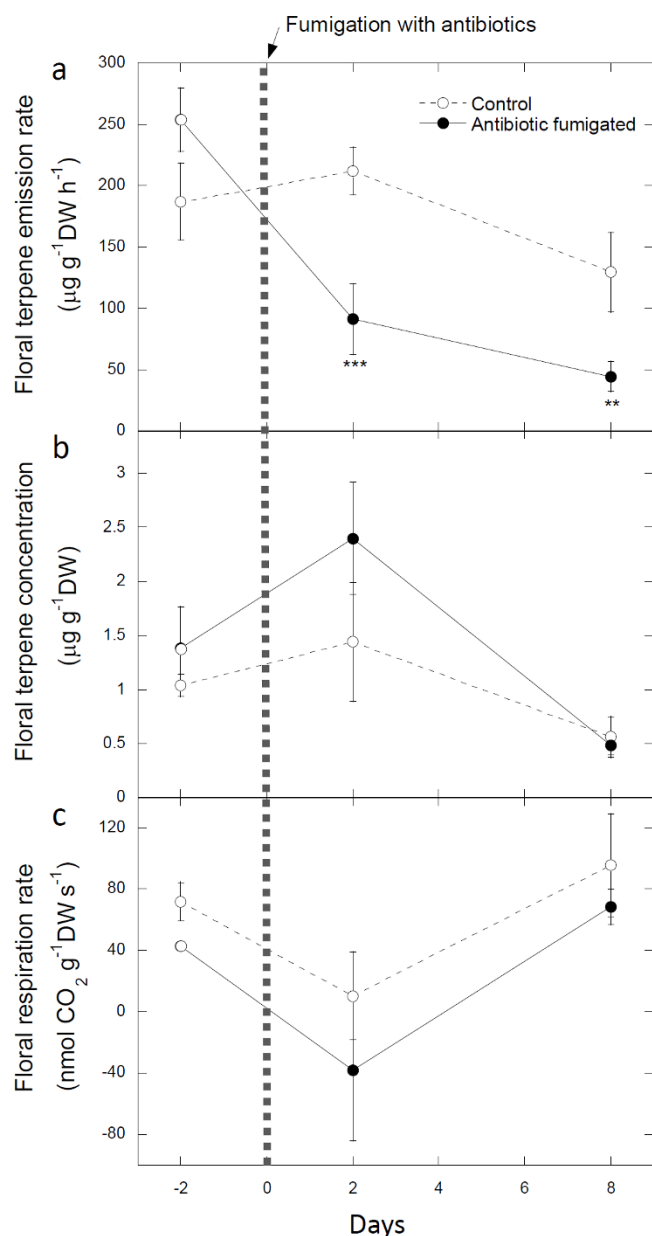 Fumigation with antibiotics
a
Floral terpene emission rate
(µg g-1DW h-1)
300
250
200
150
100
50
0
Control
Antibiotic fumigated
***
**
b
Floral terpene concentration
(µg g-1DW)
3
2.5
2
1.5
1
0.5
0
c
Floral respiration rate
(nmol CO2 g-1DW s-1)
120
80
40
0
-40
-80
-2 0 2 4 6 8
Days